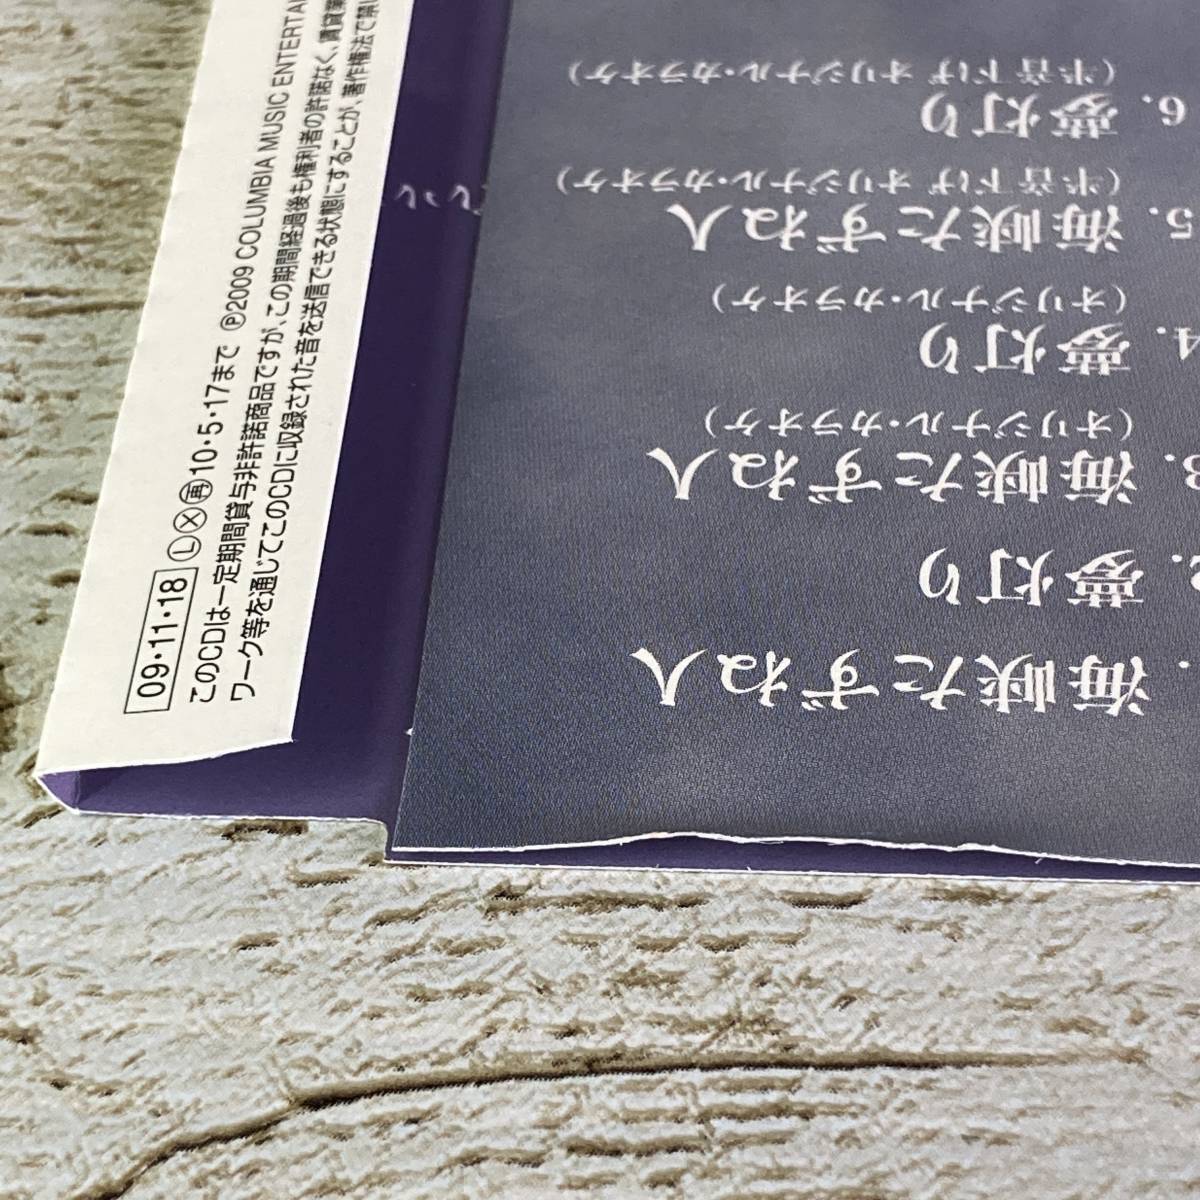 1. 海峡たずね人
2. 夢灯り
3. 海峡たずね人
(オリジナル・カラオケ)
4. 夢灯り
(オリジナル・カラオケ)
5. 海峡たずね人
(半音下げ オリジナル・カラオケ)
6. 夢灯り
(半音下げ オリジナル・カラオケ)
09・11・18 Ⓛ Ⓧ ㊞10・5・17まで ℗2009 COLUMBIA MUSIC
このCDは一定期間貸与非許諾商品ですが、この期間経過後も権利者の許諾なく、賃貸業
ワーク等を通じてこのCDに収録された音を送信できる状態にすることが、著作権法で禁